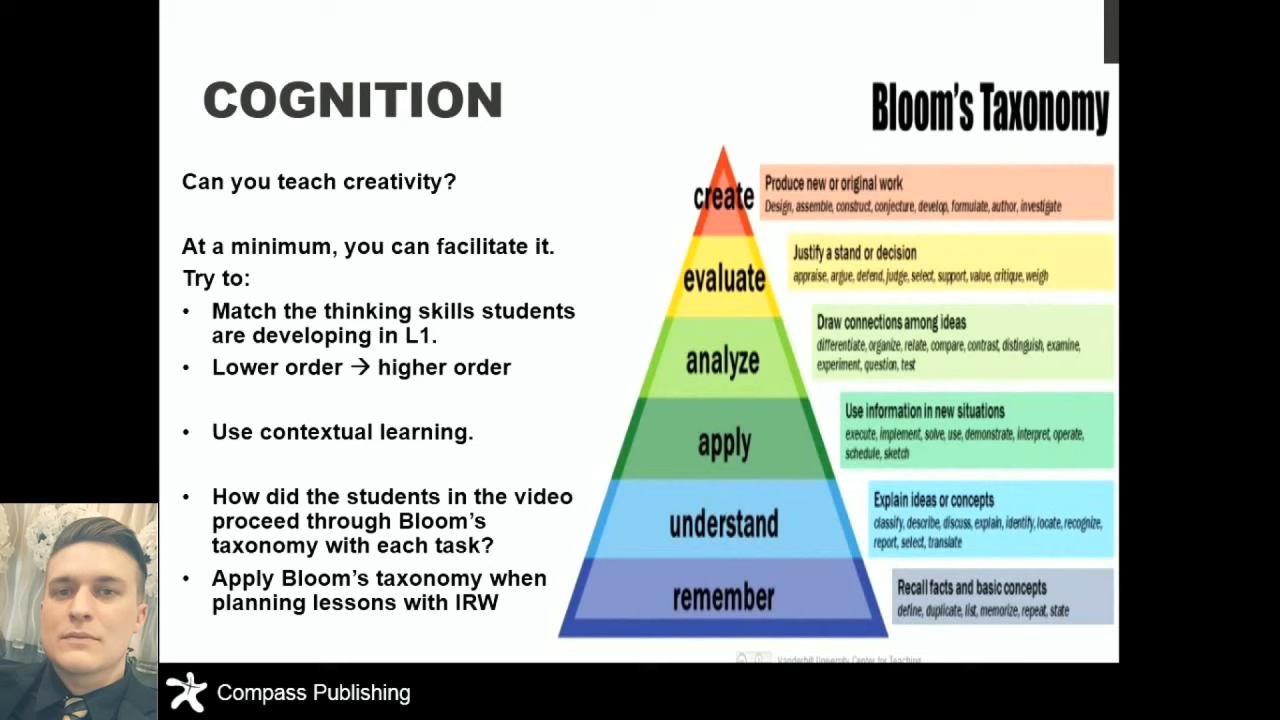 COGNITION
Can you teach creativity?
At a minimum, you can facilitate it.
Try to:
• Match the thinking skills students
are developing in L1.
• Lower order → higher order
• Use contextual learning.
• How did the students in the video
proceed through Bloom's
taxonomy with each task?
• Apply Bloom's taxonomy when
planning lessons with IRW
Bloom's Taxonomy
create
Produce new or original work
Design, assemble, construct, conjecture, develop, formulate, author, investigate
evaluate
Justify a stand or decision
appraise, argue, defend, judge, select, support, value, critique, weigh
analyze
Draw connections among ideas
differentiate, organize, relate, compare, contrast, distinguish, examine,
experiment, question, test
apply
Use information in new situations
execute, implement, solve, use, demonstrate, interpret, operate,
schedule, sketch
understand
Explain ideas or concepts
classify, describe, discuss, explain, identify, locate, recognize,
report, select, translate
remember
Recall facts and basic concepts
define, duplicate, list, memorize, repeat, state
Vanderbilt University Center for Teaching
Compass Publishing